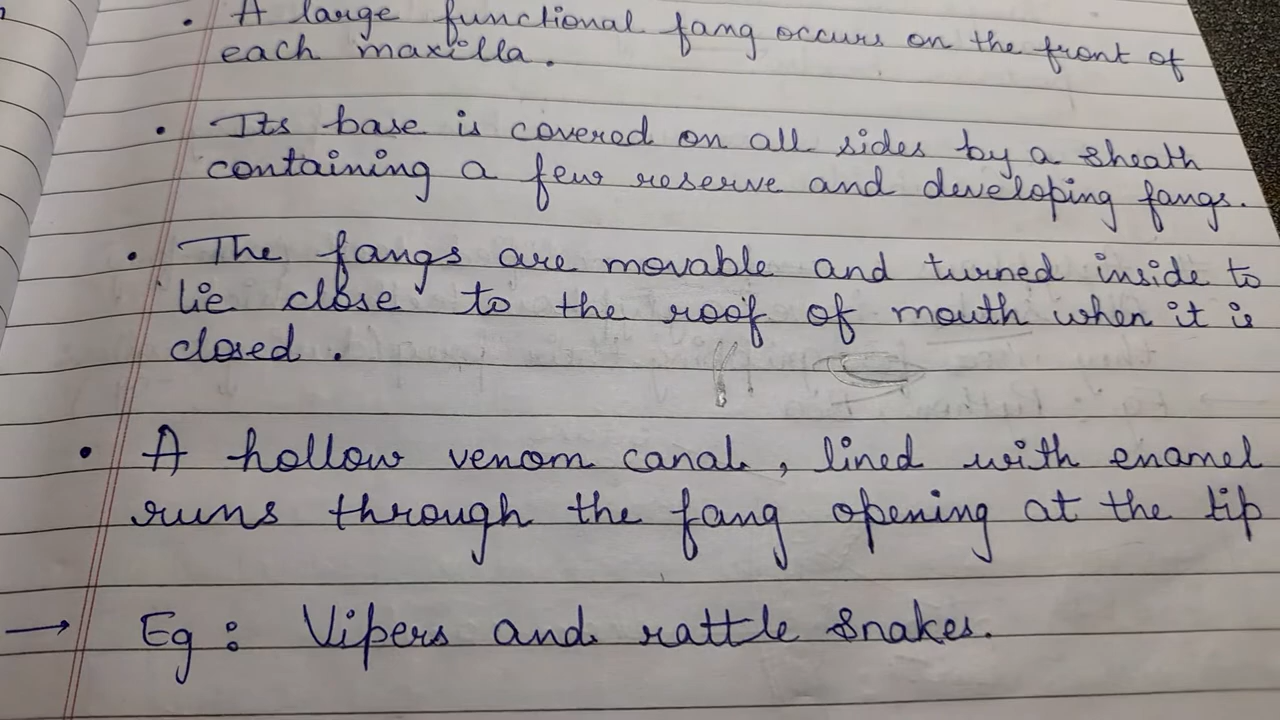 • A large functional fang occurs on the front of
each maxilla.
• Its base is covered on all sides by a sheath
containing a few reserve and developing fangs.
• The fangs are movable and turned inside to
lie close to the roof of mouth when it is
closed.
• A hollow venom canal, lined with enamel
runs through the fang opening at the tip
→ Eg: Vipers and rattle snakes.